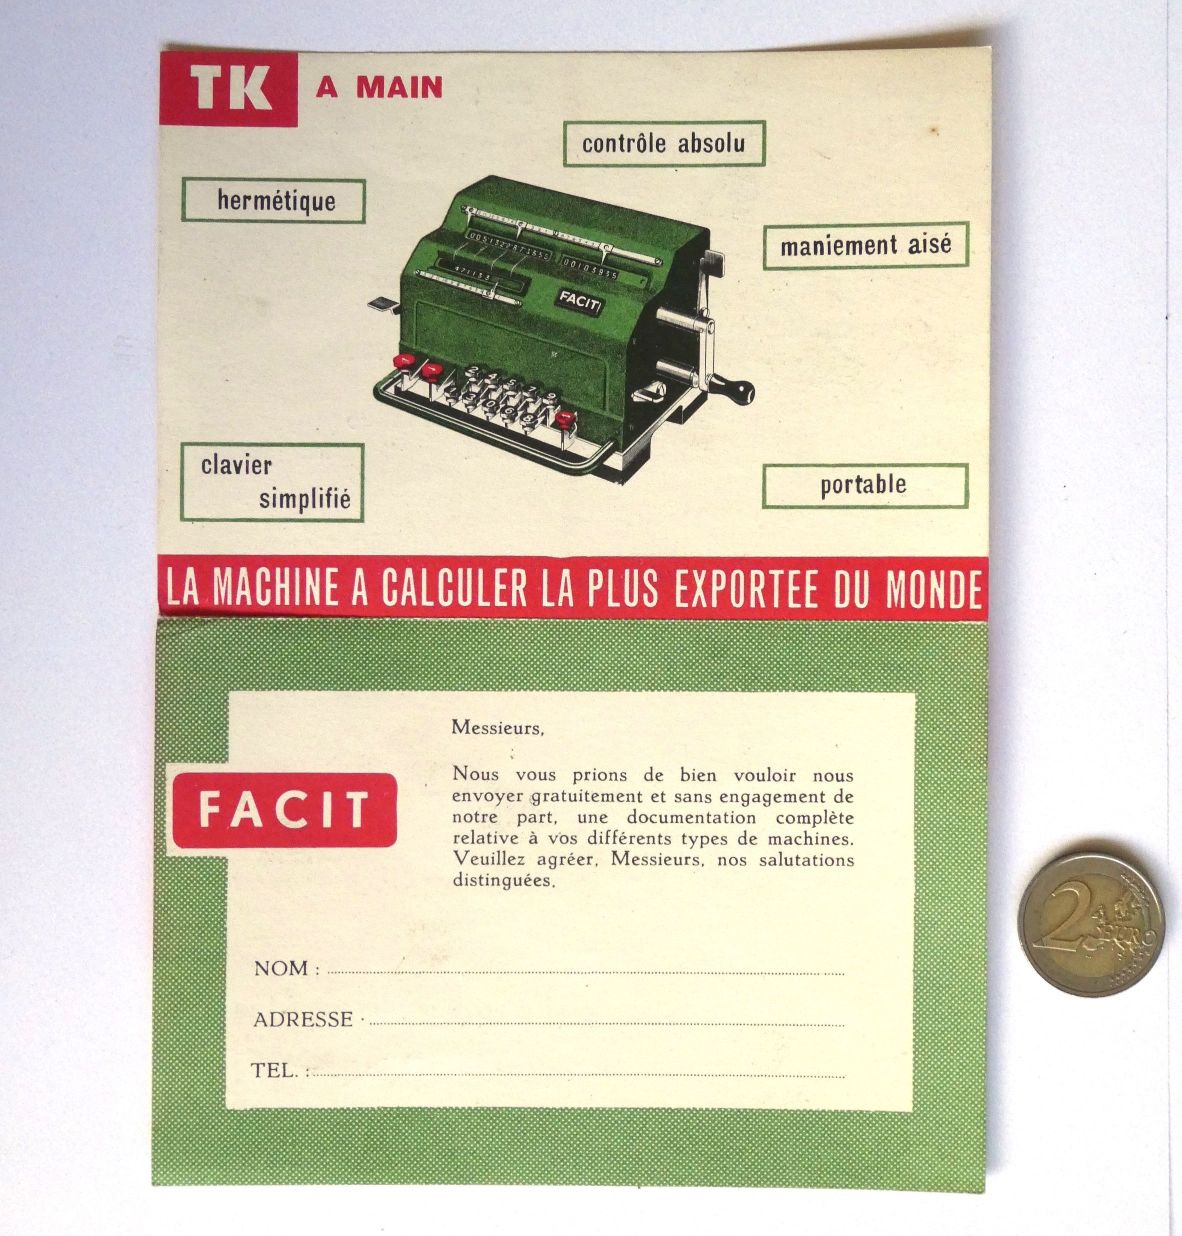 TK A MAIN
contrôle absolu
hermétique
maniement aisé
FACIT
clavier
simplifié
portable
LA MACHINE A CALCULER LA PLUS EXPORTEE DU MONDE
Messieurs,
Nous vous prions de bien vouloir nous
envoyer gratuitement et sans engagement de
notre part, une documentation complète
relative à vos différents types de machines.
Veuillez agréer, Messieurs, nos salutations
distinguées.
FACIT
NOM :
ADRESSE
TEL. :
2
EURO